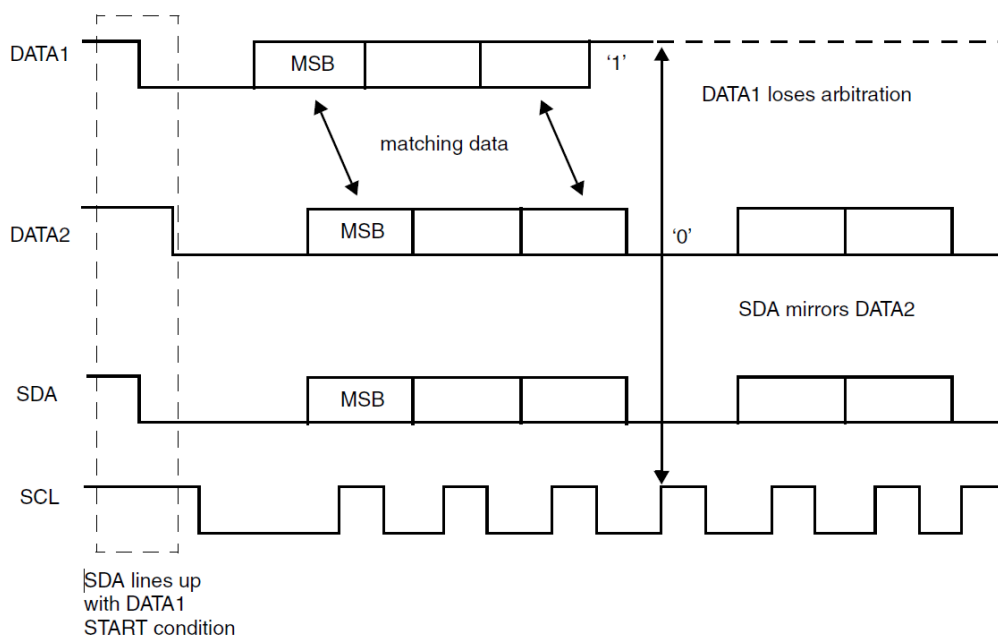 DATA1
MSB
‘1’
DATA1 loses arbitration
matching data
DATA2
MSB
‘0’
SDA mirrors DATA2
SDA
MSB
SCL
SDA lines up
with DATA1
START condition